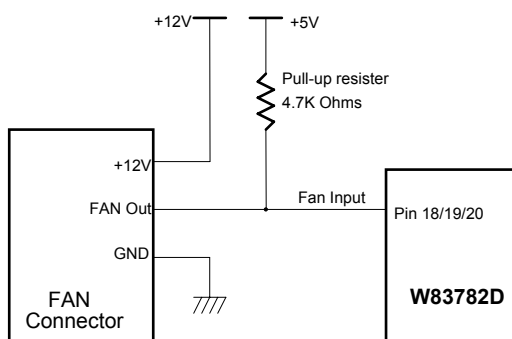 +12V
+5V
Pull-up resister
4.7K Ohms
+12V
FAN Out
Fan Input
Pin 18/19/20
GND
FAN
Connector
W83782D